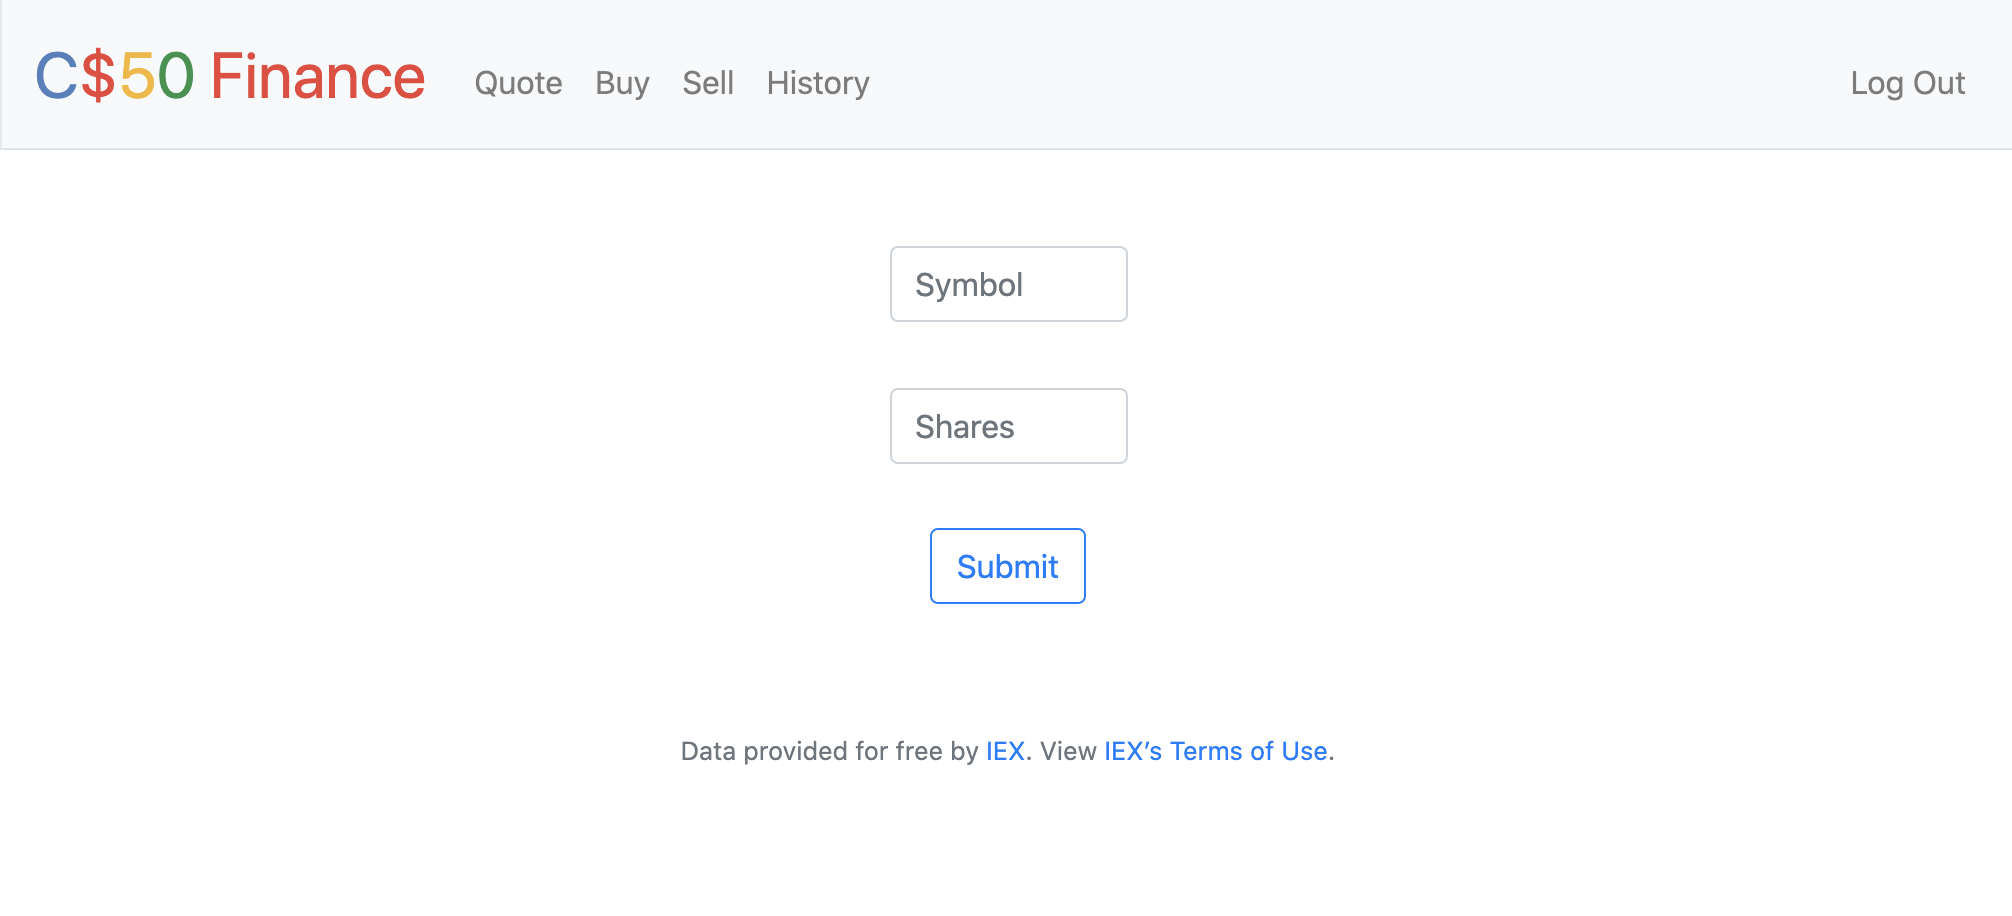 C$50 Finance Quote Buy Sell History Log Out
Symbol
Shares
Submit
Data provided for free by IEX. View IEX’s Terms of Use.